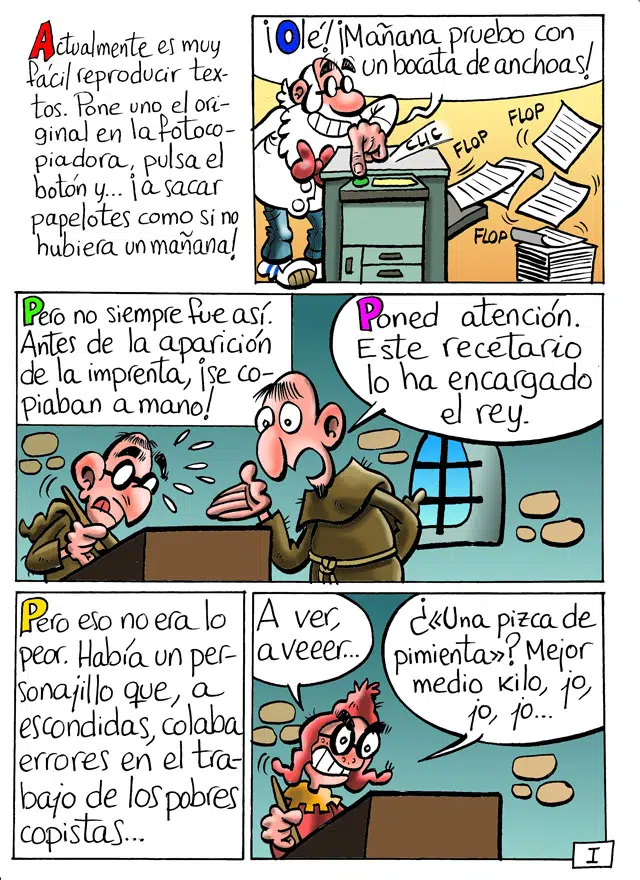 Actualmente es muy
fácil reproducir tex-
tos. Pone uno el ori-
ginal en la fotoco-
piadora, pulsa el
botón y... ¡a sacar
papelotes como si no
hubiera un mañana!
¡Olé! ¡Mañana pruebo con
un bocata de anchoas!
CLIC
FLOP
FLOP
FLOP
Pero no siempre fue así.
Antes de la aparición
de la imprenta, ¡se co-
piaban a mano!
Poned atención.
Este recetario
lo ha encargado
el rey.
Pero eso no era lo
peor. Había un per-
sonajillo que, a
escondidas, colaba
errores en el tra-
bajo de los pobres
copistas...
A ver,
a veeer...
¿«Una pizca de
pimienta»? Mejor
medio kilo, jo,
jo, jo...
I